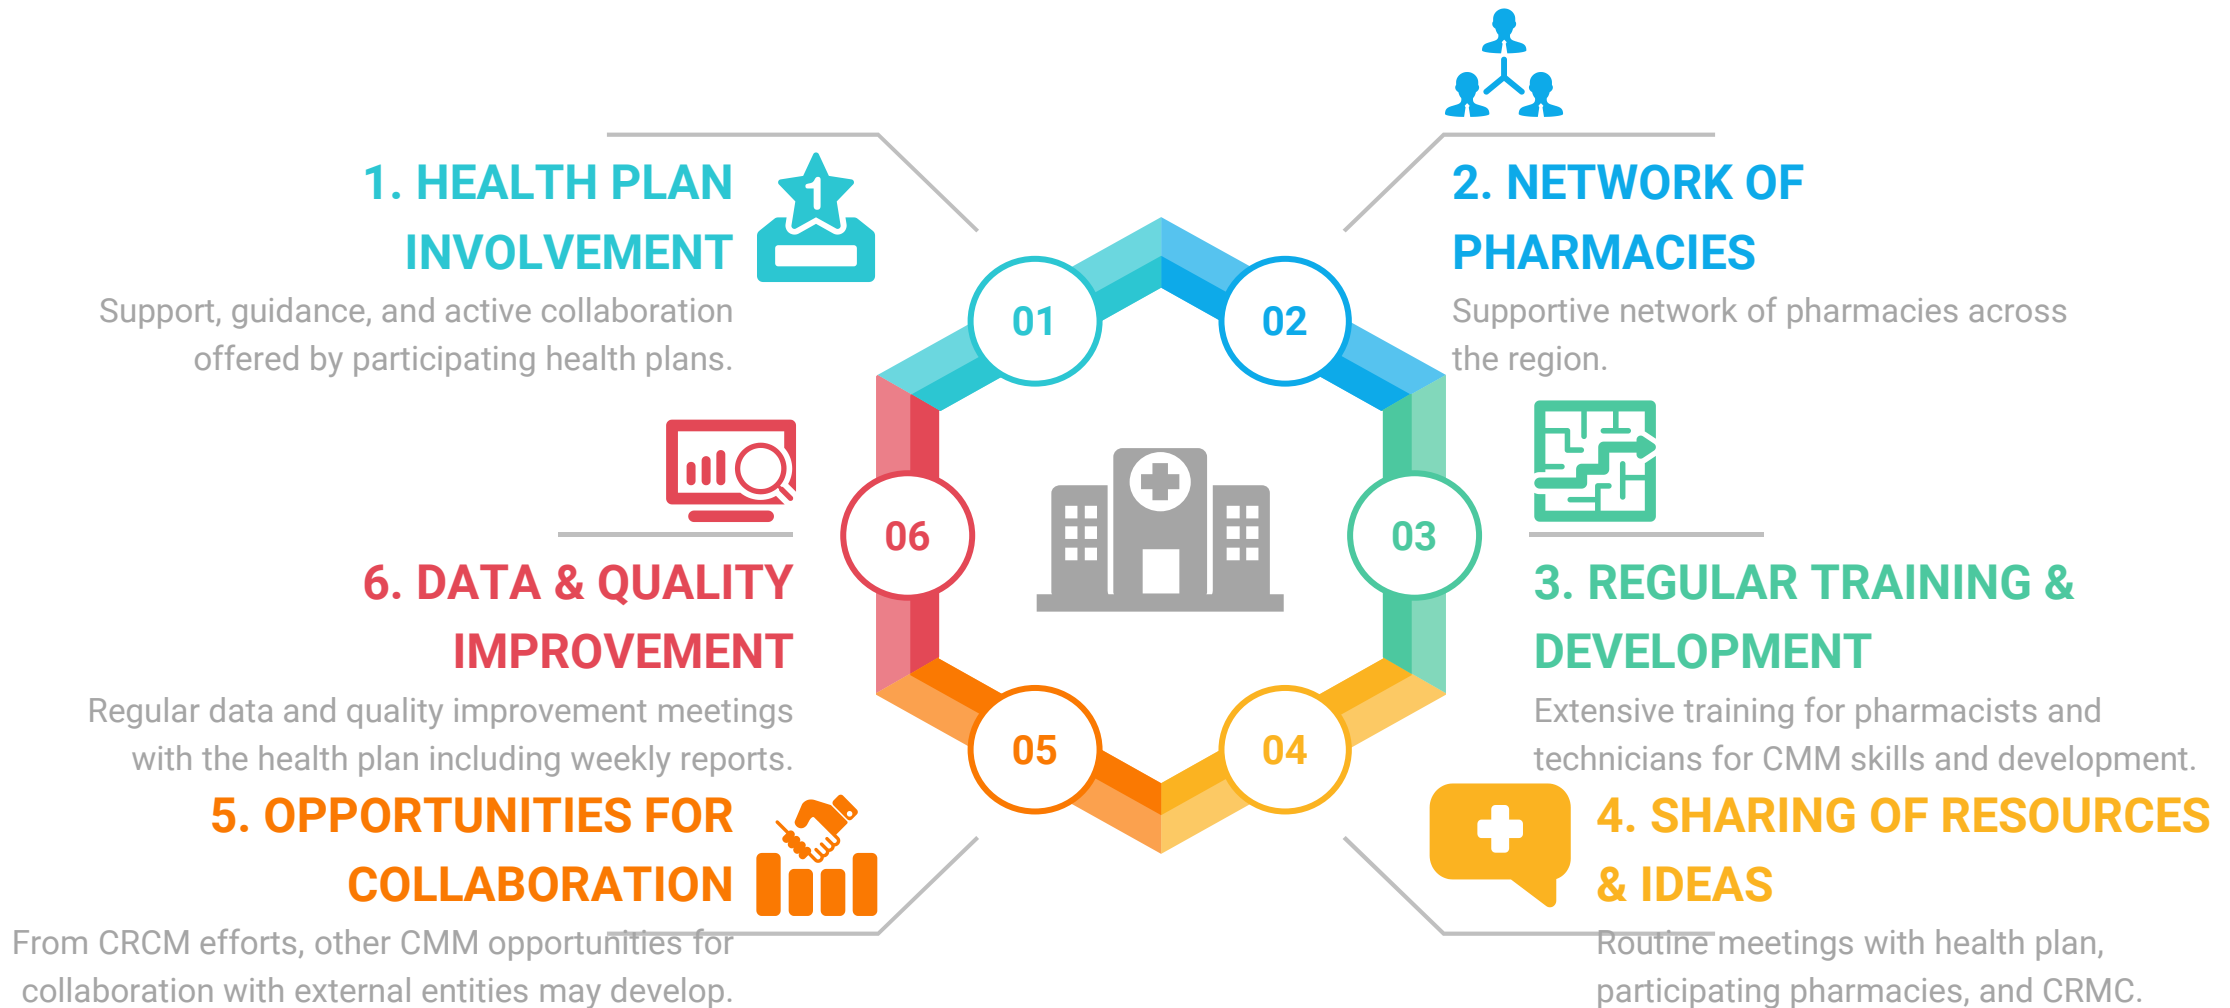 1. HEALTH PLAN
INVOLVEMENT
Support, guidance, and active collaboration
offered by participating health plans.
1
2. NETWORK OF
PHARMACIES
Supportive network of pharmacies across
the region.
01
02
03
04
05
06
3. REGULAR TRAINING &
DEVELOPMENT
Extensive training for pharmacists and
technicians for CMM skills and development.
4. SHARING OF RESOURCES
& IDEAS
Routine meetings with health plan,
participating pharmacies, and CRMC.
5. OPPORTUNITIES FOR
COLLABORATION
From CRCM efforts, other CMM opportunities for
collaboration with external entities may develop.
6. DATA & QUALITY
IMPROVEMENT
Regular data and quality improvement meetings
with the health plan including weekly reports.